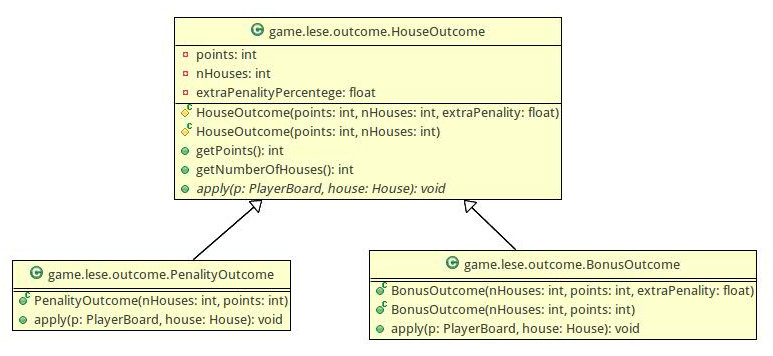 game.lese.outcome.HouseOutcome
points: int
nHouses: int
extraPenalityPercentege: float
HouseOutcome(points: int, nHouses: int, extraPenality: float)
HouseOutcome(points: int, nHouses: int)
getPoints(): int
getNumberOfHouses(): int
apply(p: PlayerBoard, house: House): void
game.lese.outcome.PenalityOutcome
PenalityOutcome(nHouses: int, points: int)
apply(p: PlayerBoard, house: House): void
game.lese.outcome.BonusOutcome
BonusOutcome(nHouses: int, points: int, extraPenality: float)
BonusOutcome(nHouses: int, points: int)
apply(p: PlayerBoard, house: House): void